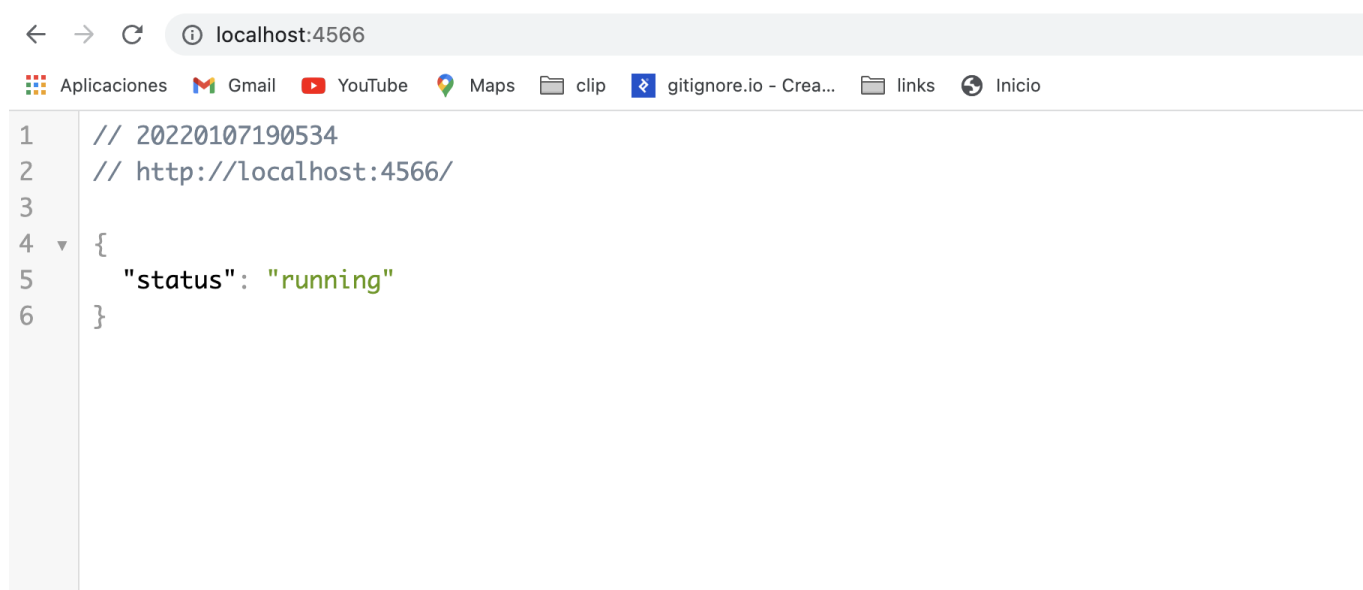 localhost:4566
Aplicaciones Gmail YouTube Maps clip gitignore.io - Crea... links Inicio
1 // 20220107190534
2 // http://localhost:4566/
3
4 {
5 "status": "running"
6 }